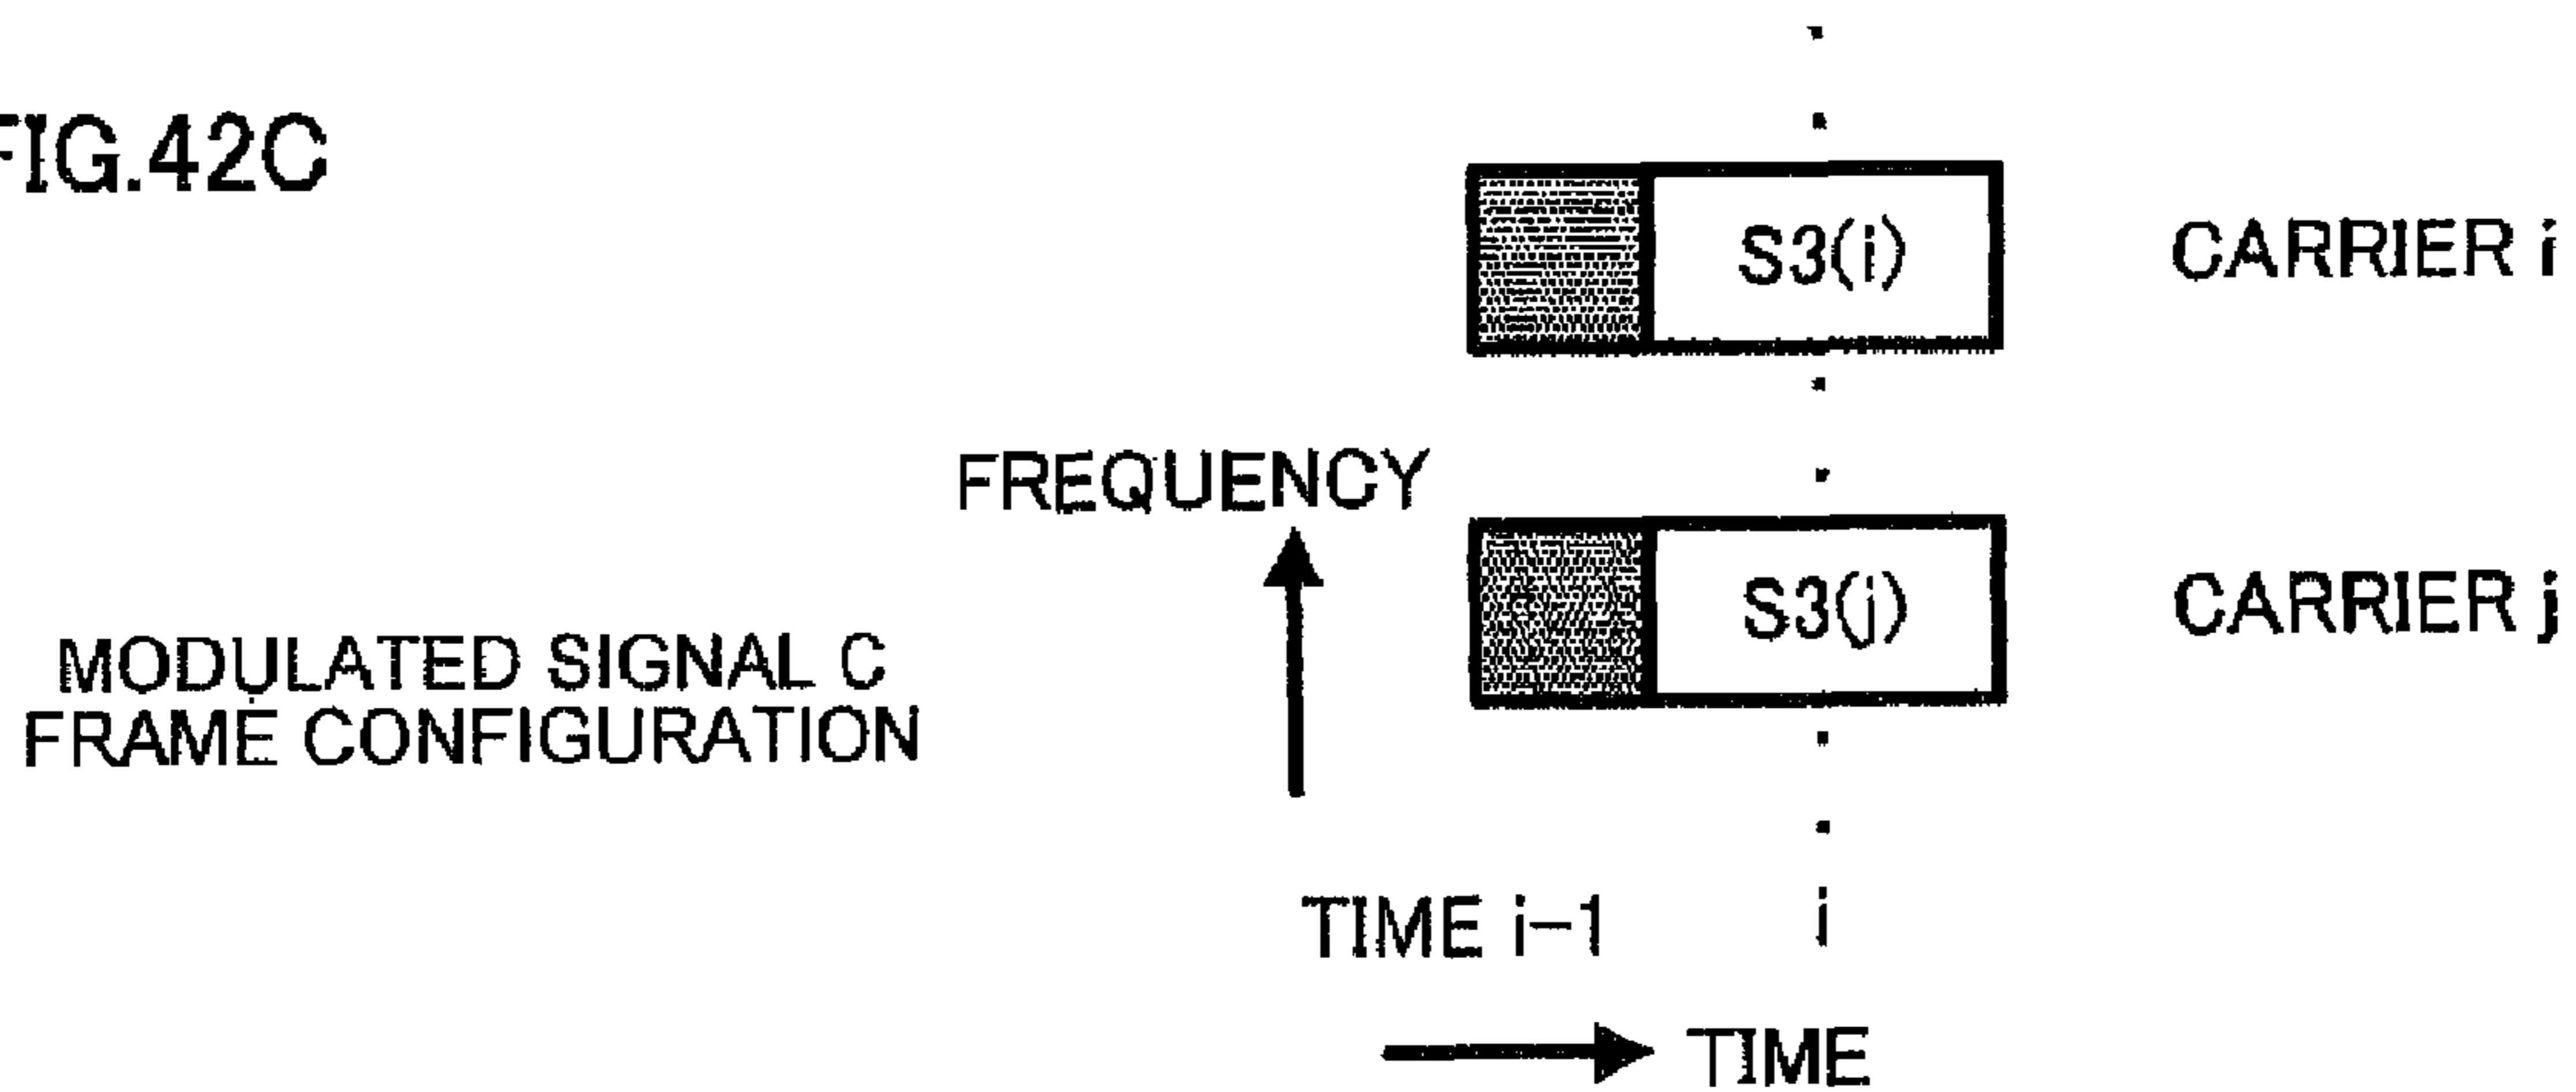 FIG.42C
S3(i)
CARRIER i
FREQUENCY
S3(j)
CARRIER j
MODULATED SIGNAL C
FRAME CONFIGURATION
TIME i-1
i
TIME